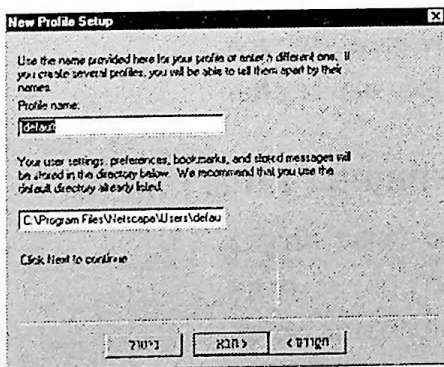 New Profile Setup
Use the name provided here for your profile or enter a different one. If
you create several profiles, you will be able to tell them apart by their
names.
Profile name:
default
Your user settings, preferences, bookmarks, and stored messages will
be stored in the directory below. We recommend that you use the
default directory already listed.
C:\Program Files\Netscape\Users\defau
Click Next to continue
ביטול
הבא >
< הקודם